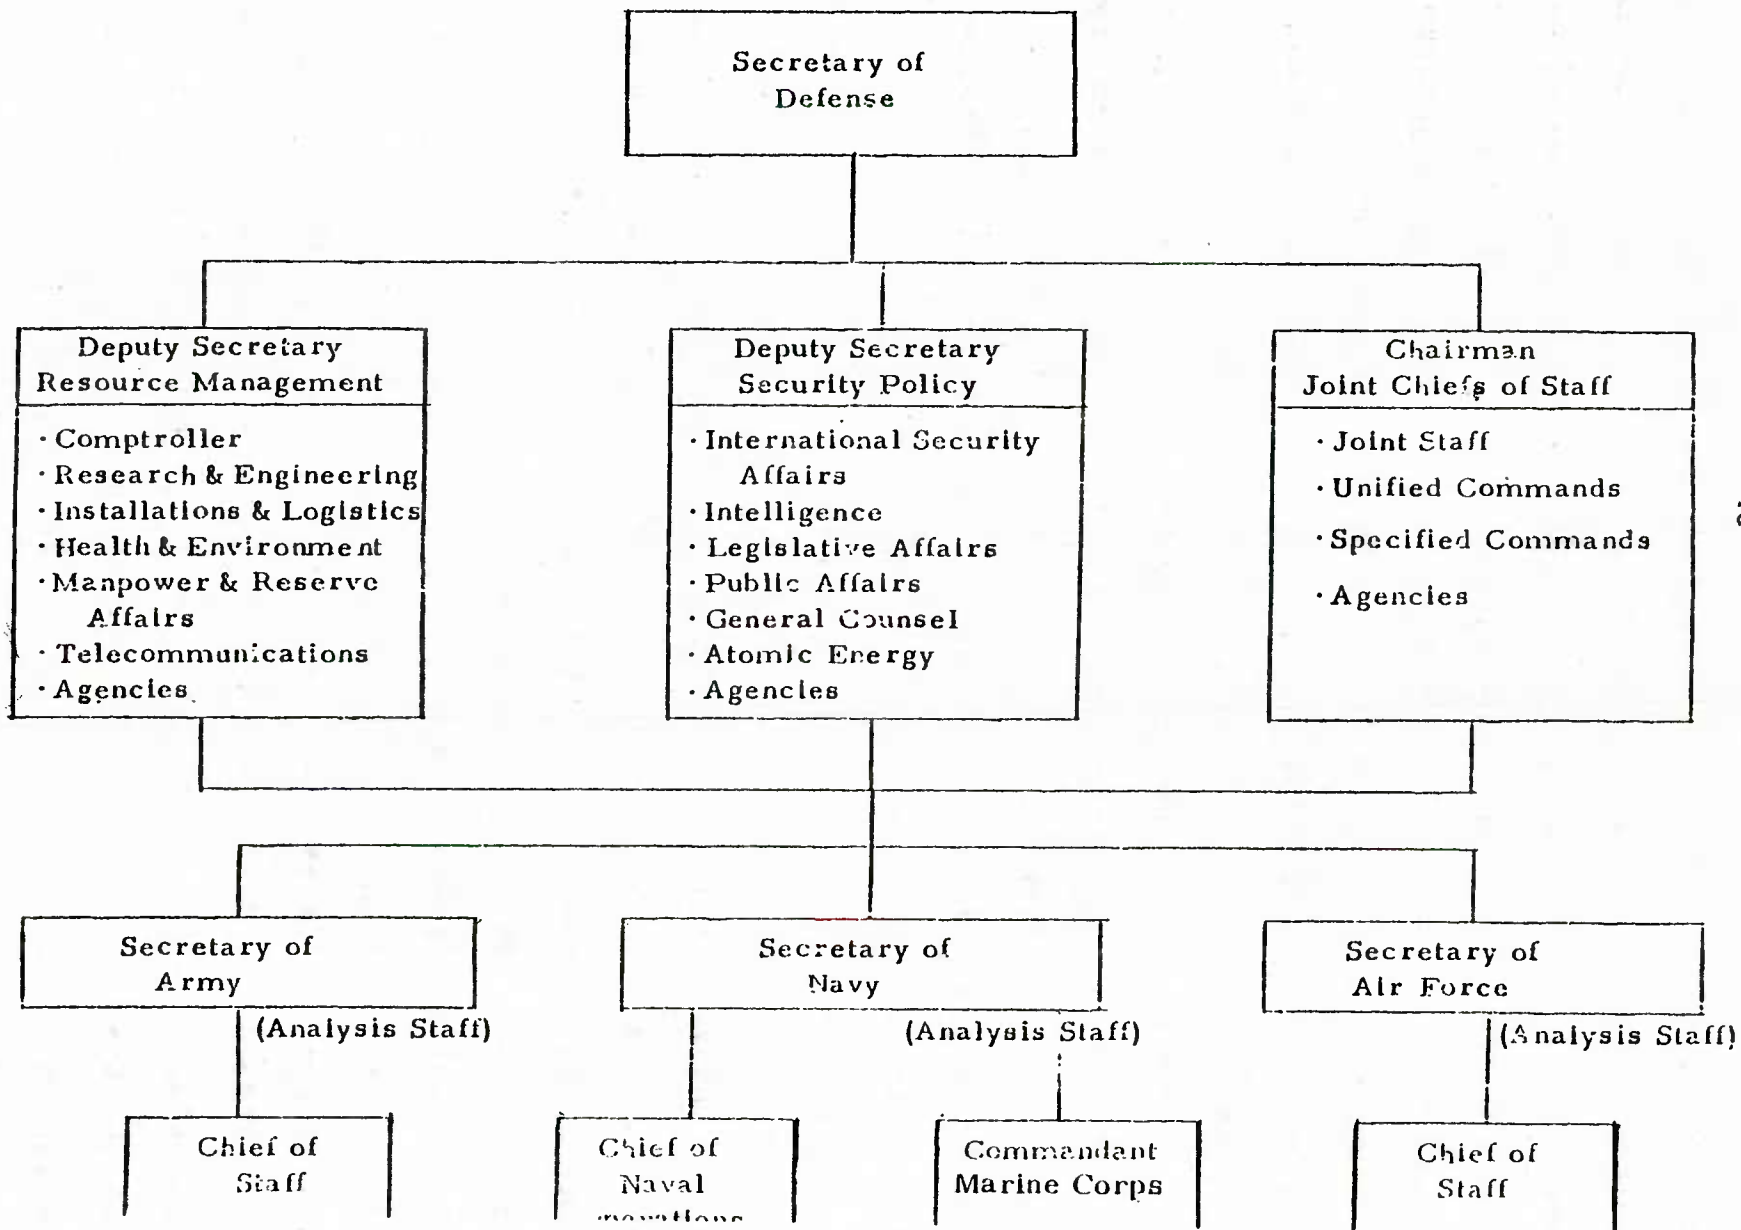 Secretary of
Defense
Deputy Secretary
Resource Management
· Comptroller
· Research & Engineering
· Installations & Logistics
· Health & Environment
· Manpower & Reserve
Affairs
· Telecommunications
· Agencies
Deputy Secretary
Security Policy
· International Security
Affairs
· Intelligence
· Legislative Affairs
· Public Affairs
· General Counsel
· Atomic Energy
· Agencies
Chairman
Joint Chiefs of Staff
· Joint Staff
· Unified Commands
· Specified Commands
· Agencies
Secretary of
Army
(Analysis Staff)
Secretary of
Navy
(Analysis Staff)
Secretary of
Air Force
(Analysis Staff)
Chief of
Staff
Chief of
Naval
Commandant
Marine Corps
Chief of
Staff